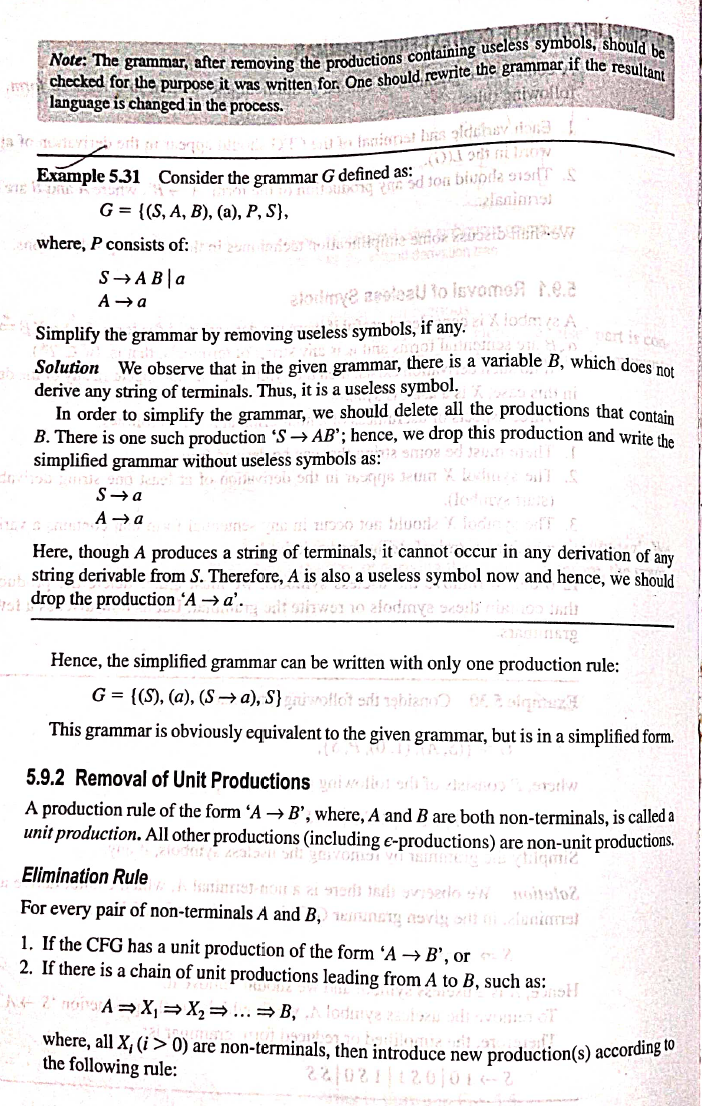 Note: The grammar, after removing the productions containing useless symbols, should be
checked for the purpose it was written for. One should rewrite the grammar if the resultant
language is changed in the process.
Example 5.31 Consider the grammar G defined as:
G = {(S, A, B), (a), P, S},
where, P consists of:
S → A B | a
A → a
Simplify the grammar by removing useless symbols, if any.
Solution We observe that in the given grammar, there is a variable B, which does not
derive any string of terminals. Thus, it is a useless symbol.
In order to simplify the grammar, we should delete all the productions that contain
B. There is one such production ‘S → AB’; hence, we drop this production and write the
simplified grammar without useless symbols as:
S → a
A → a
Here, though A produces a string of terminals, it cannot occur in any derivation of any
string derivable from S. Therefore, A is also a useless symbol now and hence, we should
drop the production ‘A → a’.
Hence, the simplified grammar can be written with only one production rule:
G = {(S), (a), (S → a), S}
This grammar is obviously equivalent to the given grammar, but is in a simplified form.
5.9.2 Removal of Unit Productions
A production rule of the form ‘A → B’, where, A and B are both non-terminals, is called a
unit production. All other productions (including ϵ-productions) are non-unit productions.
Elimination Rule
For every pair of non-terminals A and B,
1. If the CFG has a unit production of the form ‘A → B’, or
2. If there is a chain of unit productions leading from A to B, such as:
A ⇒ X₁ ⇒ X₂ ⇒ ... ⇒ B,
where, all Xᵢ (i > 0) are non-terminals, then introduce new production(s) according to
the following rule: